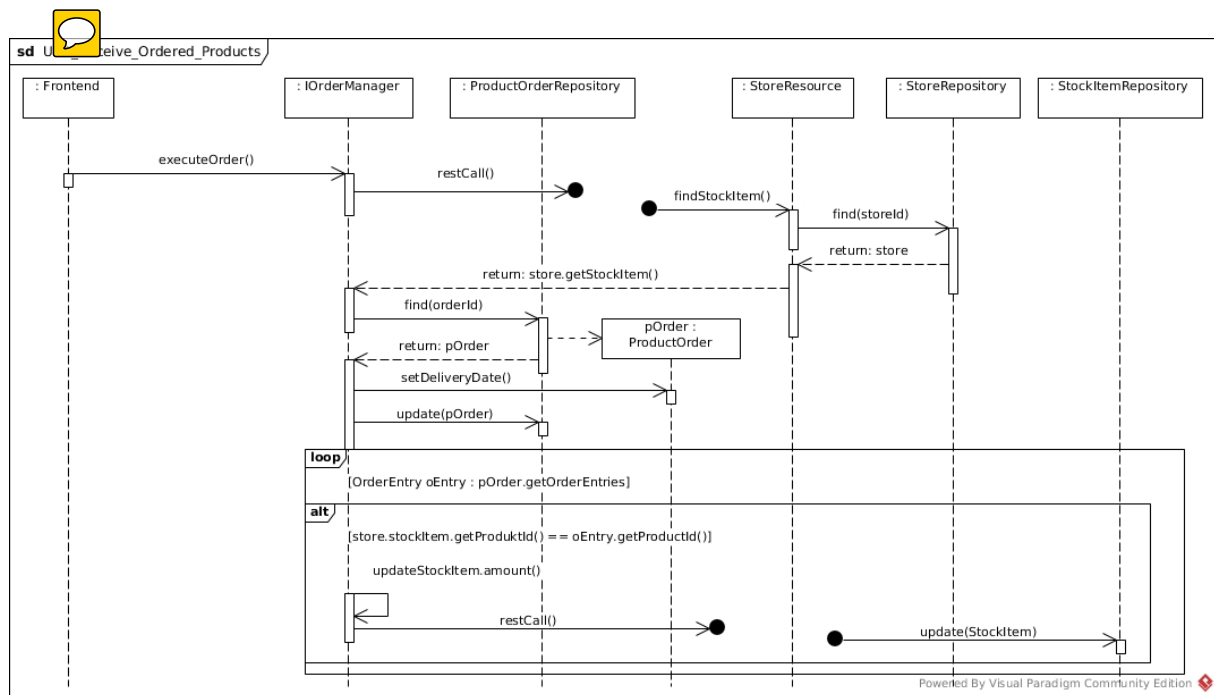 sd U ceive_Ordered_Products
: Frontend
: IOrderManager
: ProductOrderRepository
: StoreResource
: StoreRepository
: StockItemRepository
executeOrder()
restCall()
findStockItem()
find(storeId)
return: store
return: store.getStockItem()
find(orderId)
pOrder :
ProductOrder
return: pOrder
setDeliveryDate()
update(pOrder)
loop
[OrderEntry oEntry : pOrder.getOrderEntries]
alt
[store.stockItem.getProduktId() == oEntry.getProductId()]
updateStockItem.amount()
restCall()
update(StockItem)
Powered By Visual Paradigm Community Edition